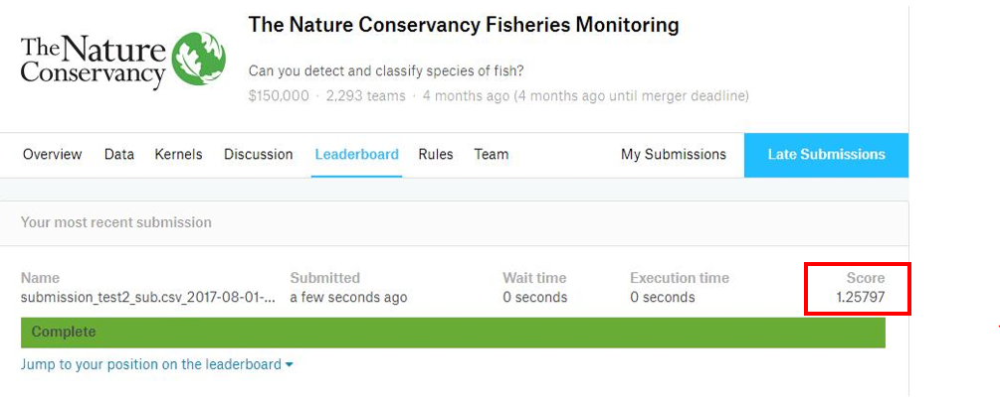 The Nature
Conservancy
The Nature Conservancy Fisheries Monitoring
Can you detect and classify species of fish?
$150,000 · 2,293 teams · 4 months ago (4 months ago until merger deadline)
Overview Data Kernels Discussion Leaderboard Rules Team My Submissions Late Submissions
Your most recent submission
Name Submitted Wait time Execution time Score
submission_test2_sub.csv_2017-08-01-... a few seconds ago 0 seconds 0 seconds 1.25797
Complete
Jump to your position on the leaderboard